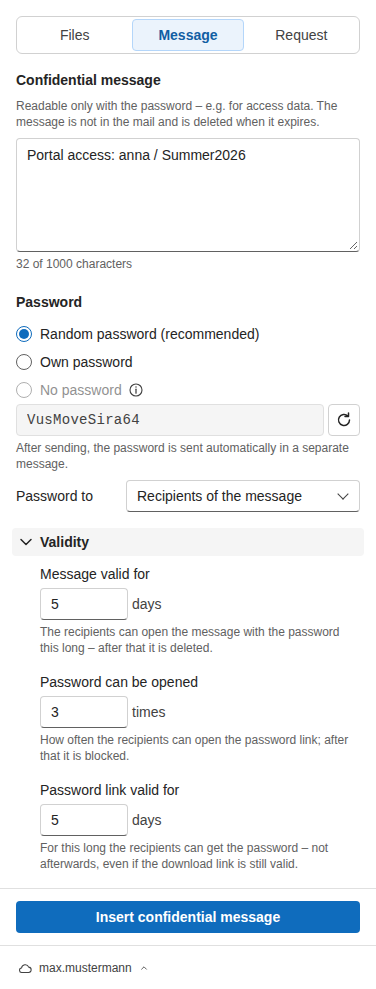 Files Message Request
Confidential message
Readable only with the password – e.g. for access data. The
message is not in the mail and is deleted when it expires.
Portal access: anna / Summer2026
32 of 1000 characters
Password
Random password (recommended)
Own password
No password
VusMoveSira64
After sending, the password is sent automatically in a separate
message.
Password to Recipients of the message
Validity
Message valid for
5 days
The recipients can open the message with the password
this long – after that it is deleted.
Password can be opened
3 times
How often the recipients can open the password link; after
that it is blocked.
Password link valid for
5 days
For this long the recipients can get the password – not
afterwards, even if the download link is still valid.
Insert confidential message
max.mustermann